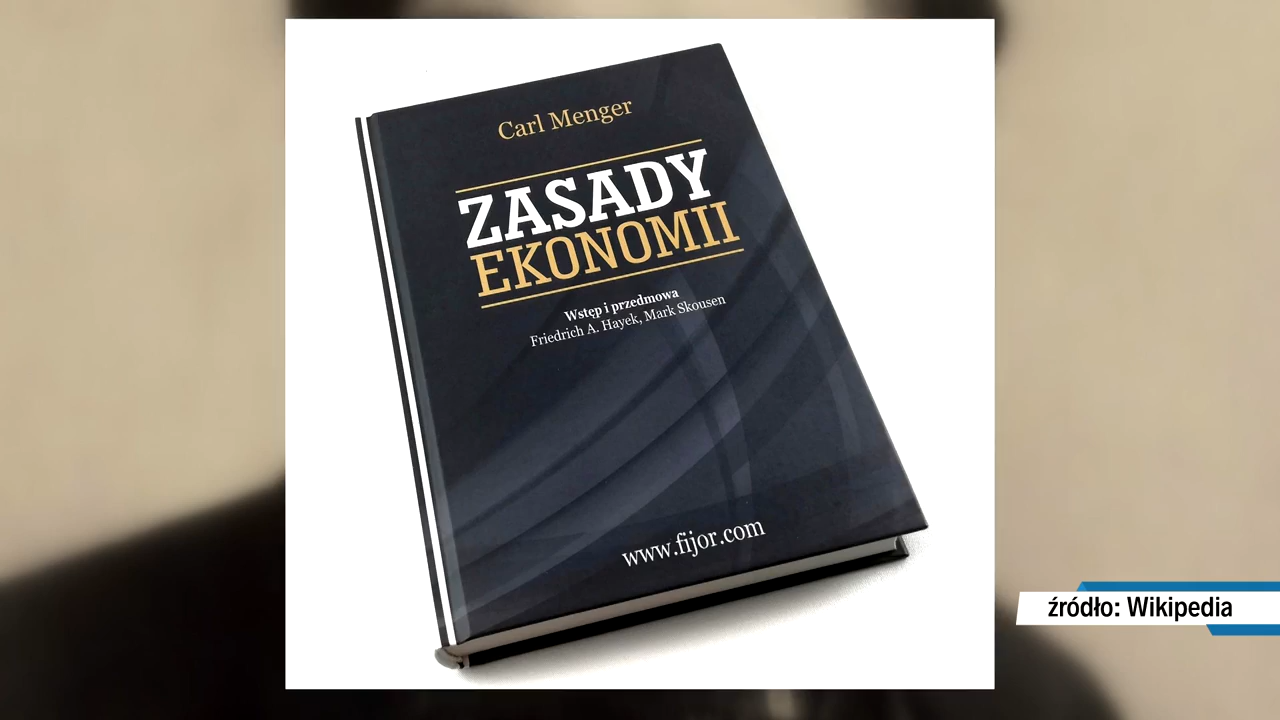 Carl Menger
ZASADY
EKONOMII
Wstęp i przedmowa
Friedrich A. Hayek, Mark Skousen
www.fijor.com
źródło: Wikipedia